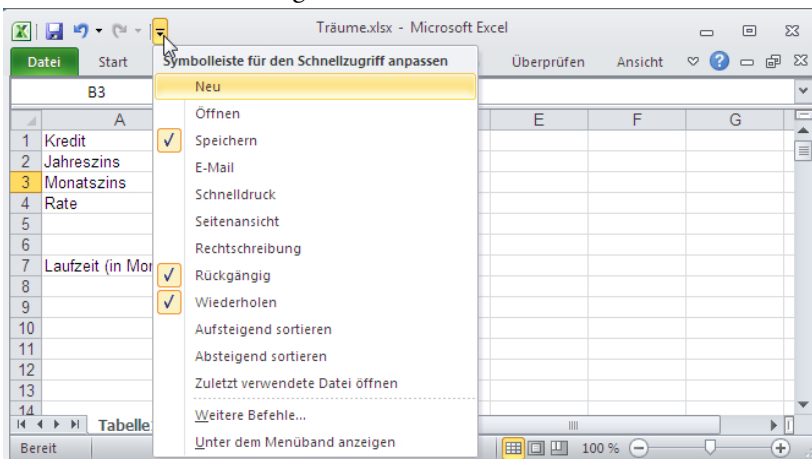 Träume.xlsx - Microsoft Excel
Datei Start Überprüfen Ansicht
Symbolleiste für den Schnellzugriff anpassen
B3
Neu
Öffnen
Speichern
E-Mail
Schnelldruck
Seitenansicht
Rechtschreibung
Rückgängig
Wiederholen
Aufsteigend sortieren
Absteigend sortieren
Zuletzt verwendete Datei öffnen
Weitere Befehle...
Unter dem Menüband anzeigen
A E F G
1 Kredit
2 Jahreszins
3 Monatszins
4 Rate
5
6
7 Laufzeit (in Mon
8
9
10
11
12
13
14
Tabelle
Bereit 100 %